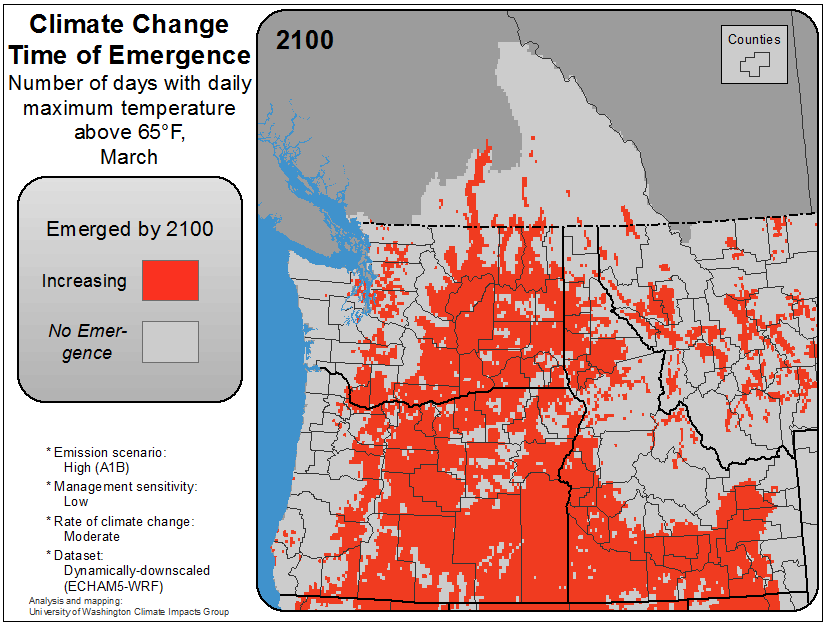 Climate Change
Time of Emergence
Number of days with daily
maximum temperature
above 65°F,
March
Emerged by 2100
Increasing
No Emer-
gence
* Emission scenario:
High (A1B)
* Management sensitivity:
Low
* Rate of climate change:
Moderate
* Dataset:
Dynamically-downscaled
(ECHAM5-WRF)
Analysis and mapping:
University of Washington Climate Impacts Group
2100
Counties